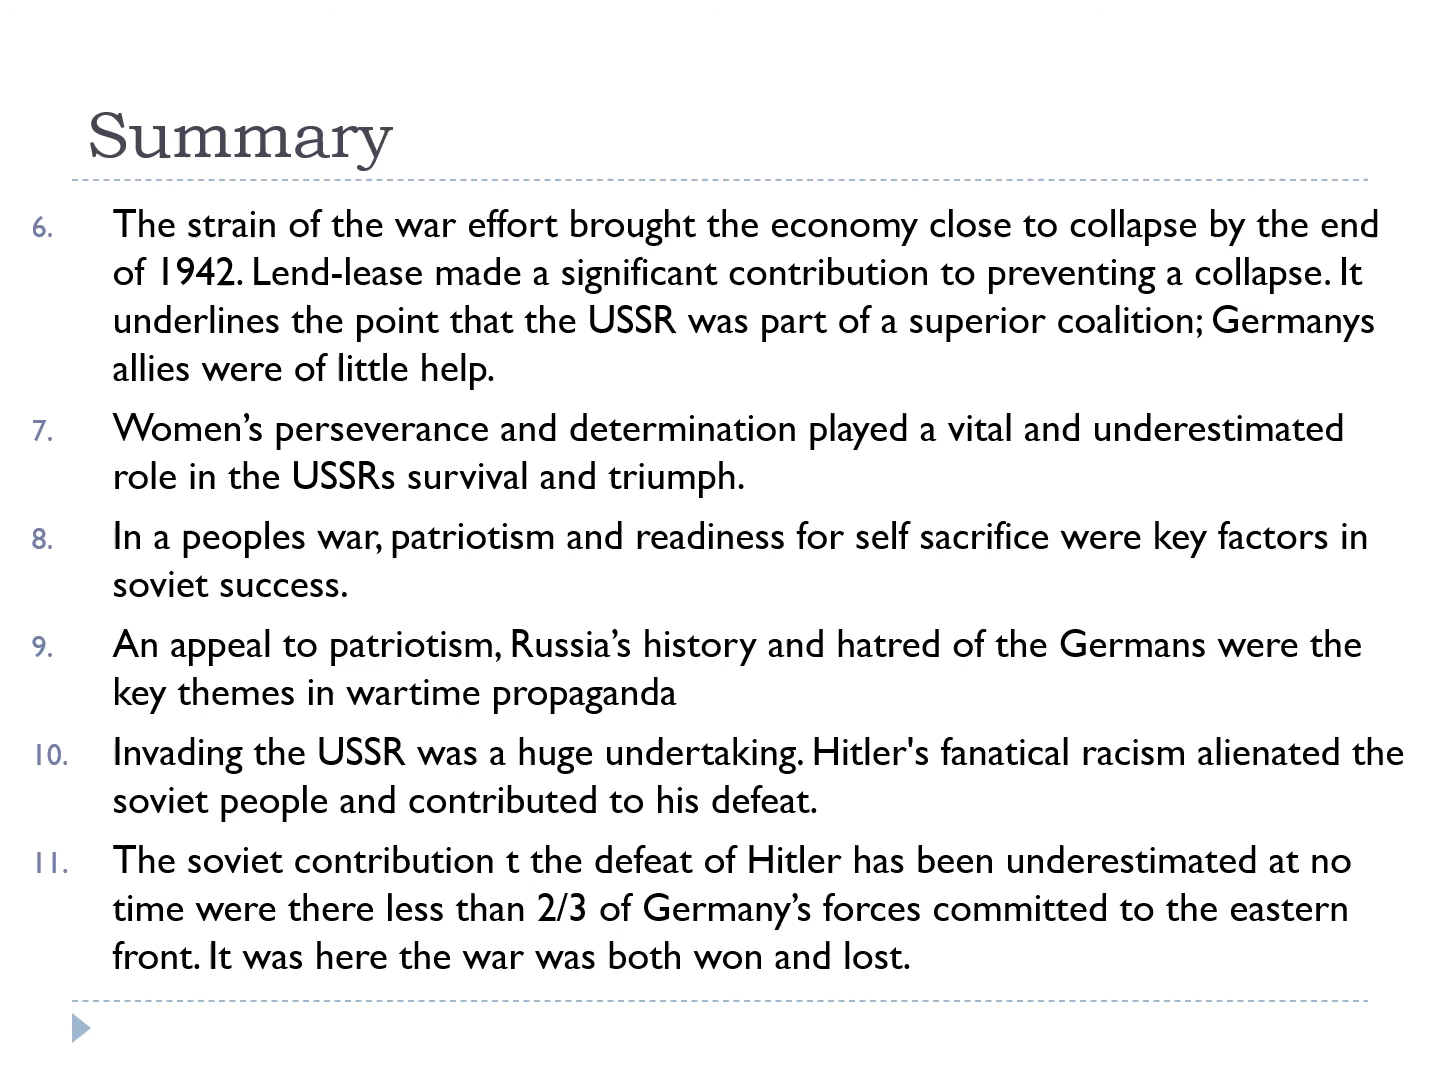 Summary
6. The strain of the war effort brought the economy close to collapse by the end
of 1942. Lend-lease made a significant contribution to preventing a collapse. It
underlines the point that the USSR was part of a superior coalition; Germanys
allies were of little help.
7. Women’s perseverance and determination played a vital and underestimated
role in the USSRs survival and triumph.
8. In a peoples war, patriotism and readiness for self sacrifice were key factors in
soviet success.
9. An appeal to patriotism, Russia’s history and hatred of the Germans were the
key themes in wartime propaganda
10. Invading the USSR was a huge undertaking. Hitler's fanatical racism alienated the
soviet people and contributed to his defeat.
11. The soviet contribution t the defeat of Hitler has been underestimated at no
time were there less than 2/3 of Germany’s forces committed to the eastern
front. It was here the war was both won and lost.